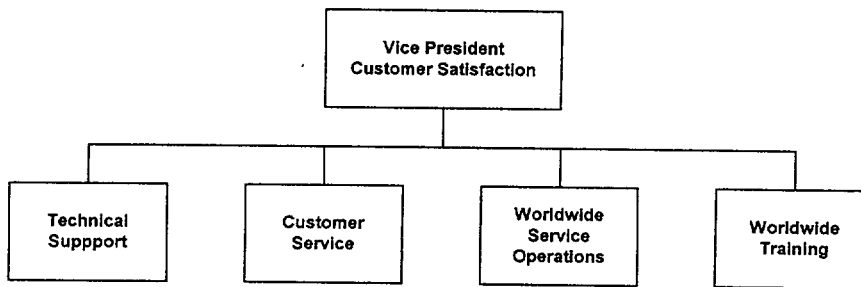 Vice President
Customer Satisfaction
Technical
Suppport
Customer
Service
Worldwide
Service
Operations
Worldwide
Training